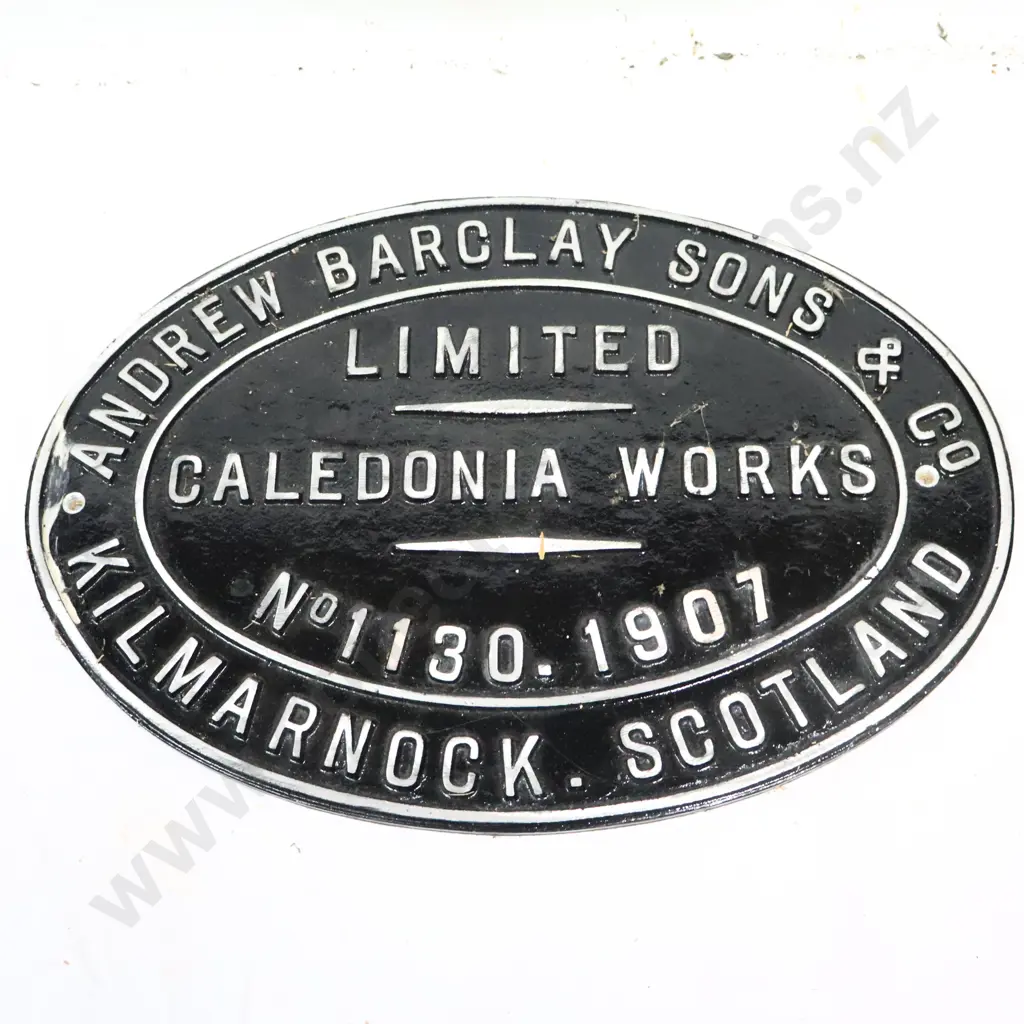 ANDREW BARCLAY SONS & CO
LIMITED
CALEDONIA WORKS
Nº 1130. 1907
KILMARNOCK. SCOTLAND